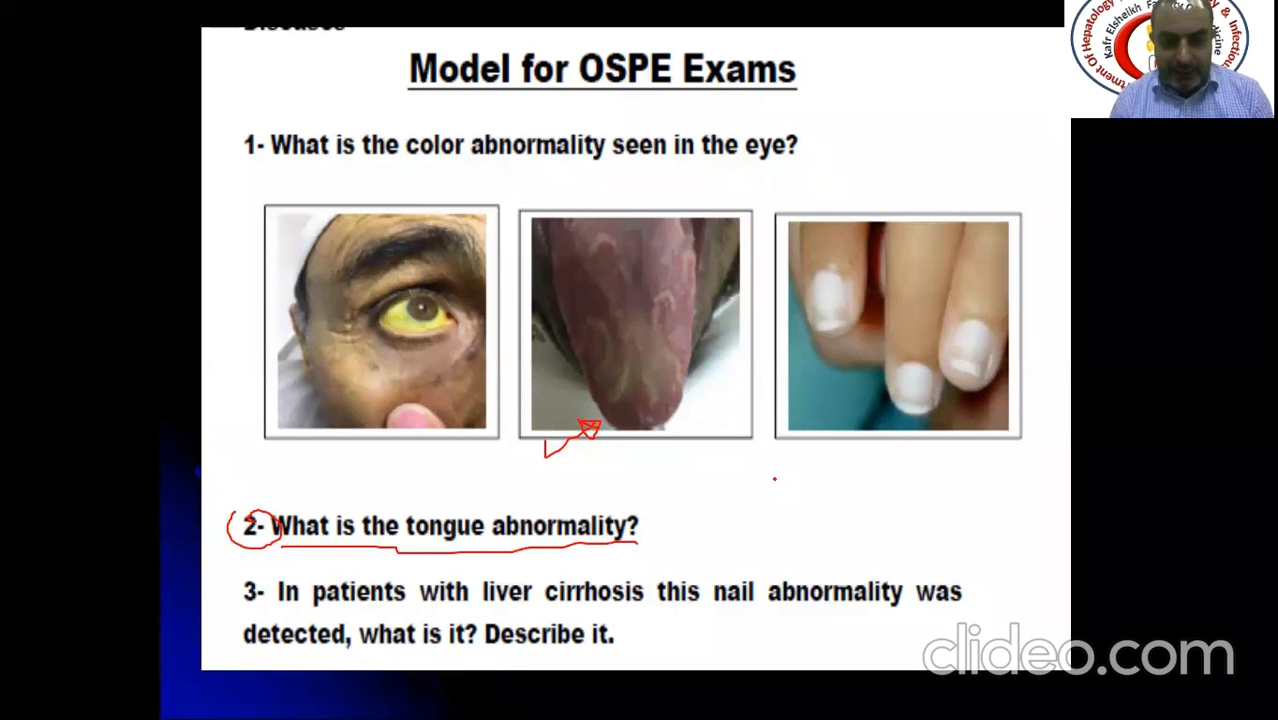 Diseases
Model for OSPE Exams
1- What is the color abnormality seen in the eye?
2- What is the tongue abnormality?
3- In patients with liver cirrhosis this nail abnormality was
detected, what is it? Describe it.
clideo.com